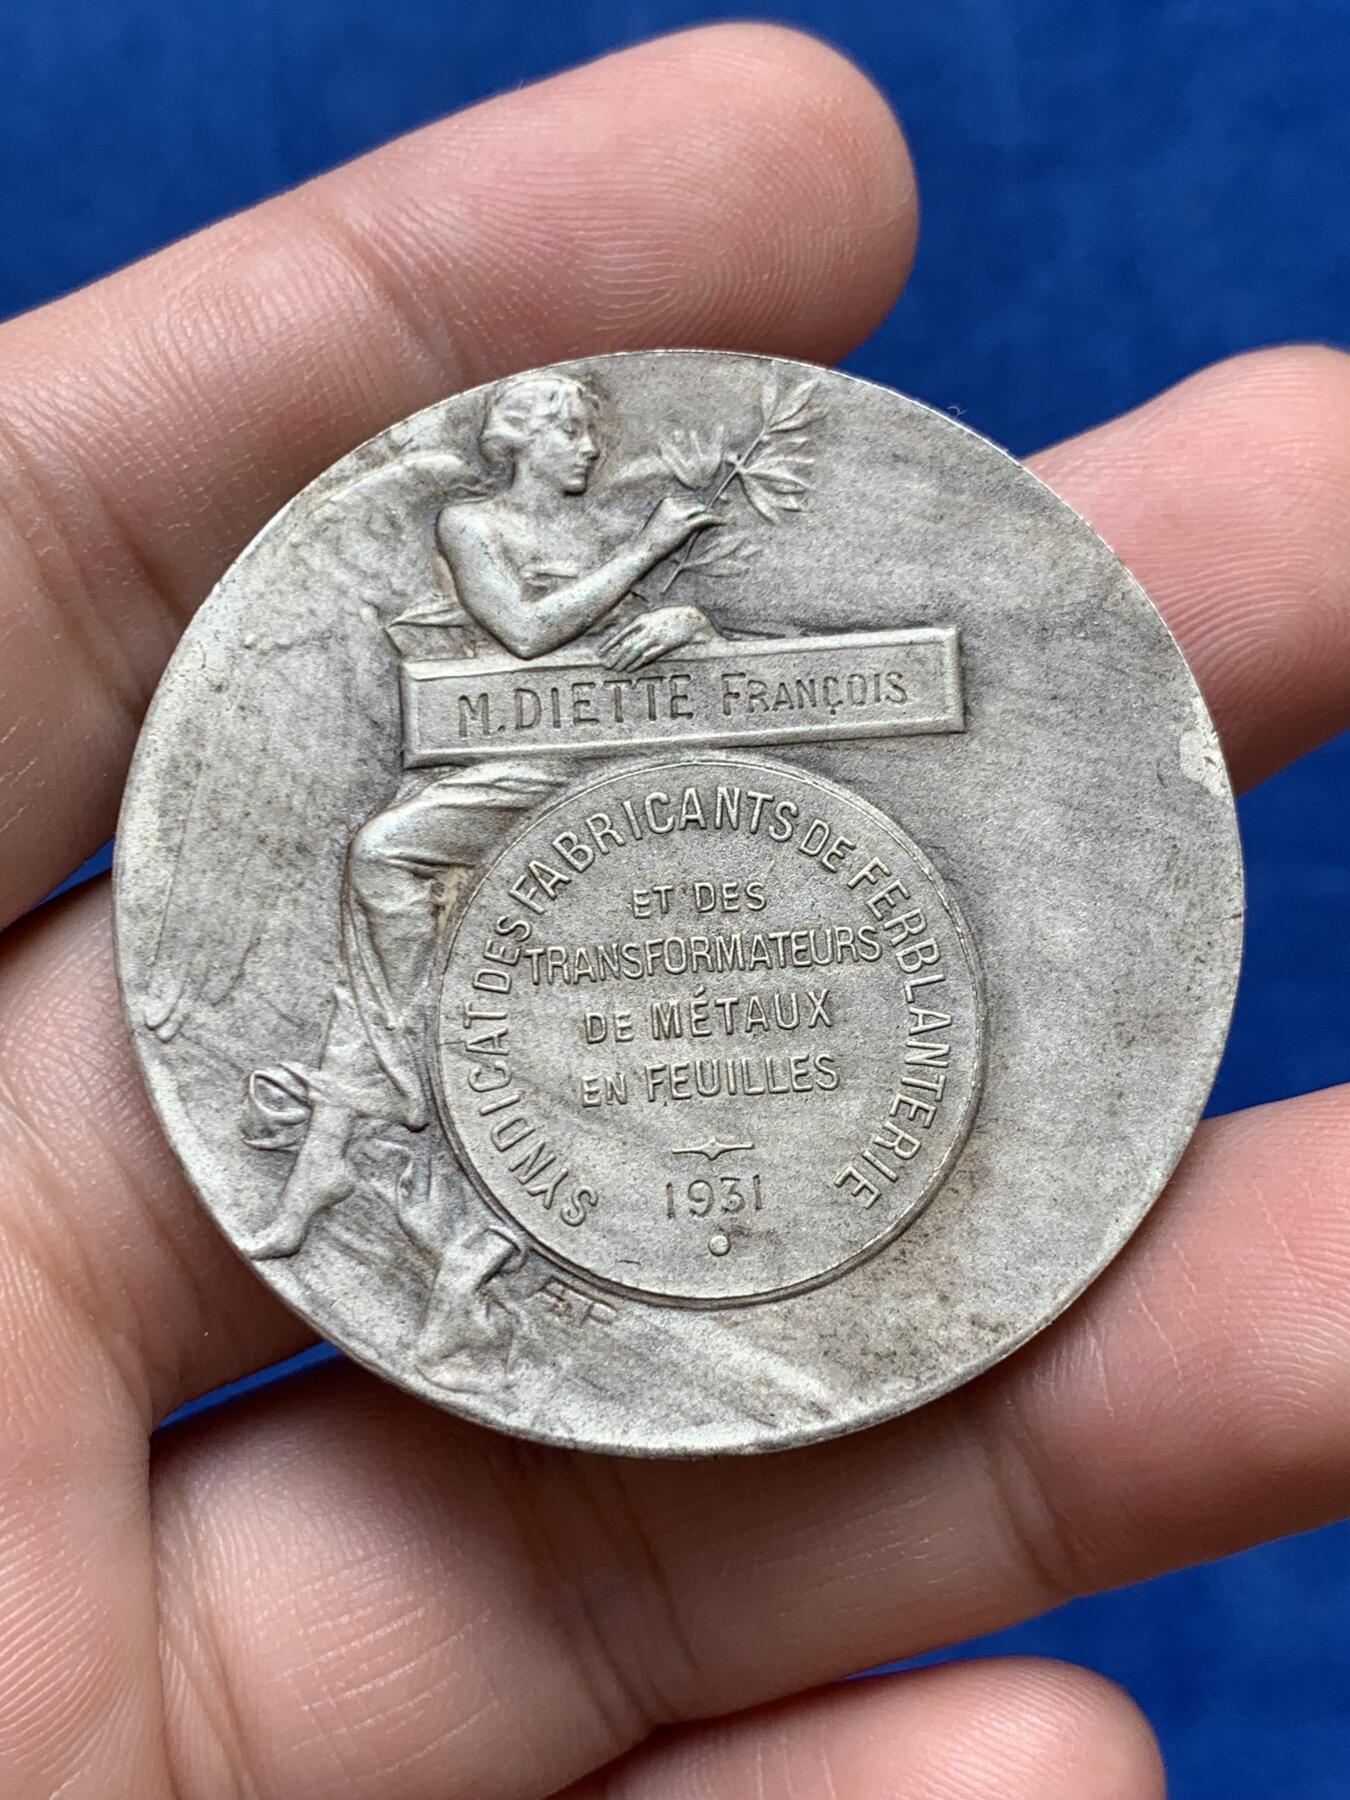 M. DIETTE FRANÇOIS
SYNDICAT DES FABRICANTS DE FERBLANTERIE
ET DES
TRANSFORMATEURS
DE MÉTAUX
EN FEUILLES
1931